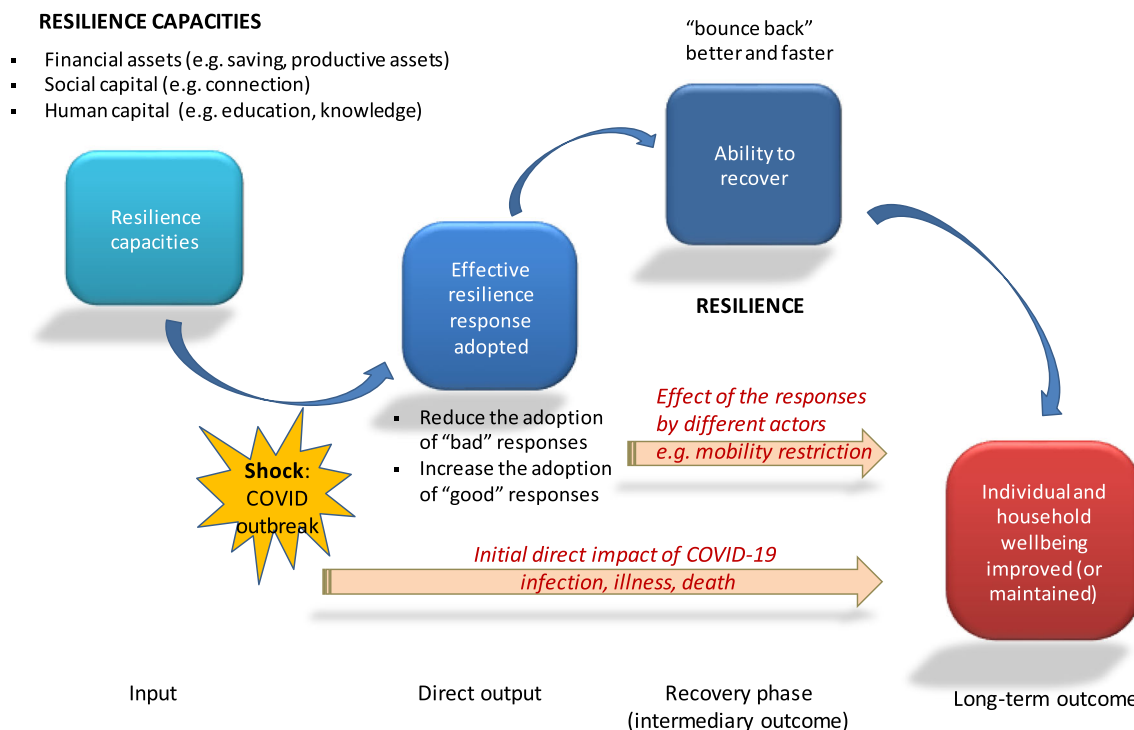 RESILIENCE CAPACITIES
▪ Financial assets (e.g. saving, productive assets)
▪ Social capital (e.g. connection)
▪ Human capital (e.g. education, knowledge)
"bounce back"
better and faster
Resilience
capacities
Effective
resilience
response
adopted
Ability to
recover
RESILIENCE
▪ Reduce the adoption
of "bad" responses
▪ Increase the adoption
of "good" responses
Effect of the responses
by different actors
e.g. mobility restriction
Shock:
COVID
outbreak
Initial direct impact of COVID-19
infection, illness, death
Individual and
household
wellbeing
improved (or
maintained)
Input
Direct output
Recovery phase
(intermediary outcome)
Long-term outcome